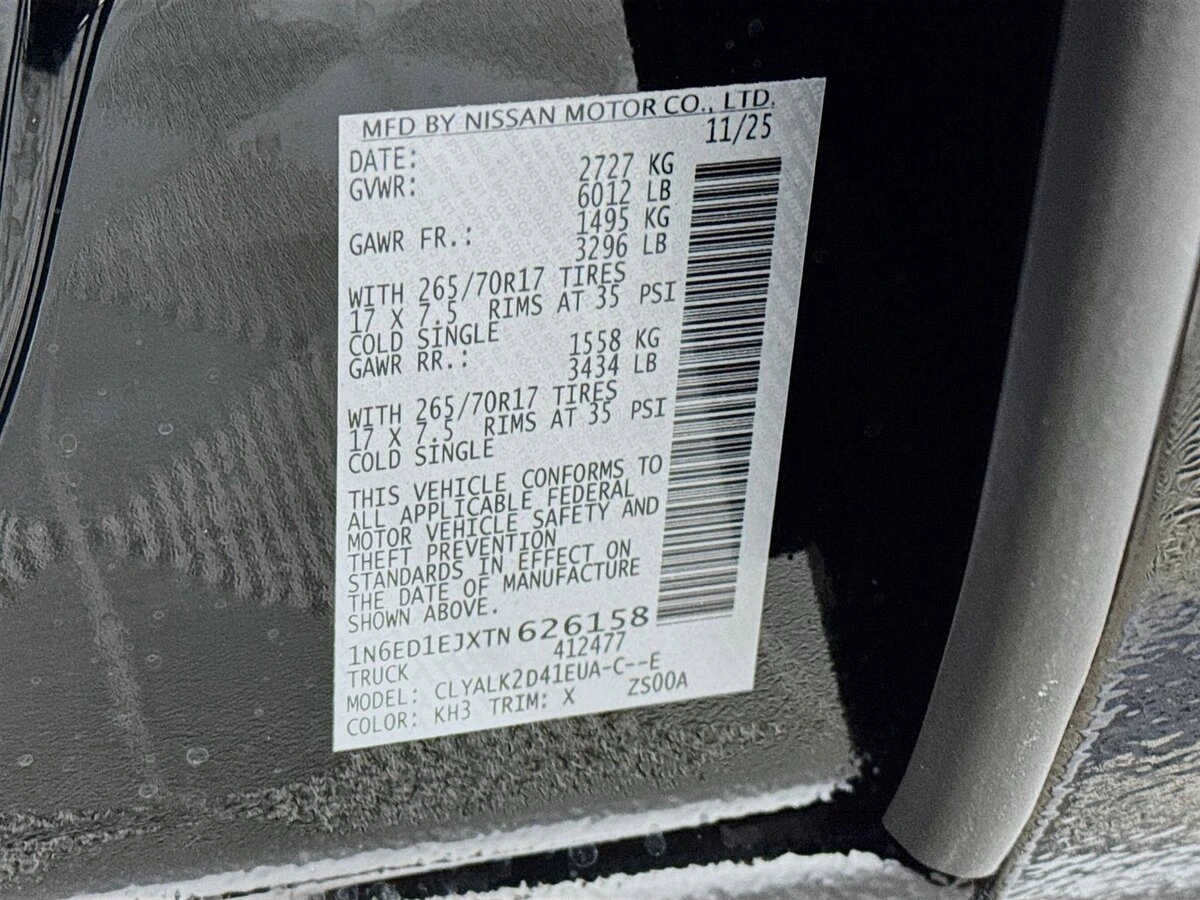 MFD BY NISSAN MOTOR CO., LTD.
DATE: 11/25
GVWR: 2727 KG
6012 LB
GAWR FR.: 1495 KG
3296 LB
WITH 265/70R17 TIRES
17 X 7.5 RIMS AT 35 PSI
COLD SINGLE
GAWR RR.: 1558 KG
3434 LB
WITH 265/70R17 TIRES
17 X 7.5 RIMS AT 35 PSI
COLD SINGLE
THIS VEHICLE CONFORMS TO
ALL APPLICABLE FEDERAL
MOTOR VEHICLE SAFETY AND
THEFT PREVENTION
STANDARDS IN EFFECT ON
THE DATE OF MANUFACTURE
SHOWN ABOVE.
1N6ED1EJXTN626158
TRUCK 412477
MODEL: CLYALK2D41EUA-C--E
COLOR: KH3 TRIM: X ZS00A